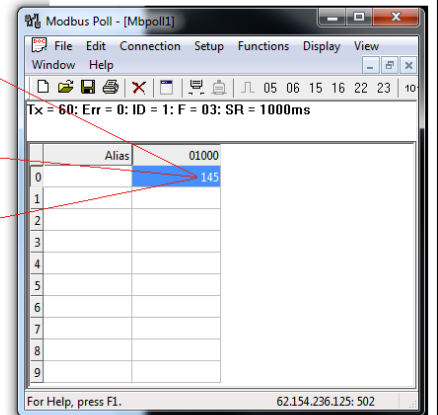 Modbus Poll - [Mbpoll1]
File Edit Connection Setup Functions Display View
Window Help
05 06 15 16 22 23 10
Tx = 60: Err = 0: ID = 1: F = 03: SR = 1000ms
Alias 01000
0 145
1
2
3
4
5
6
7
8
9
For Help, press F1. 62.154.236.125: 502